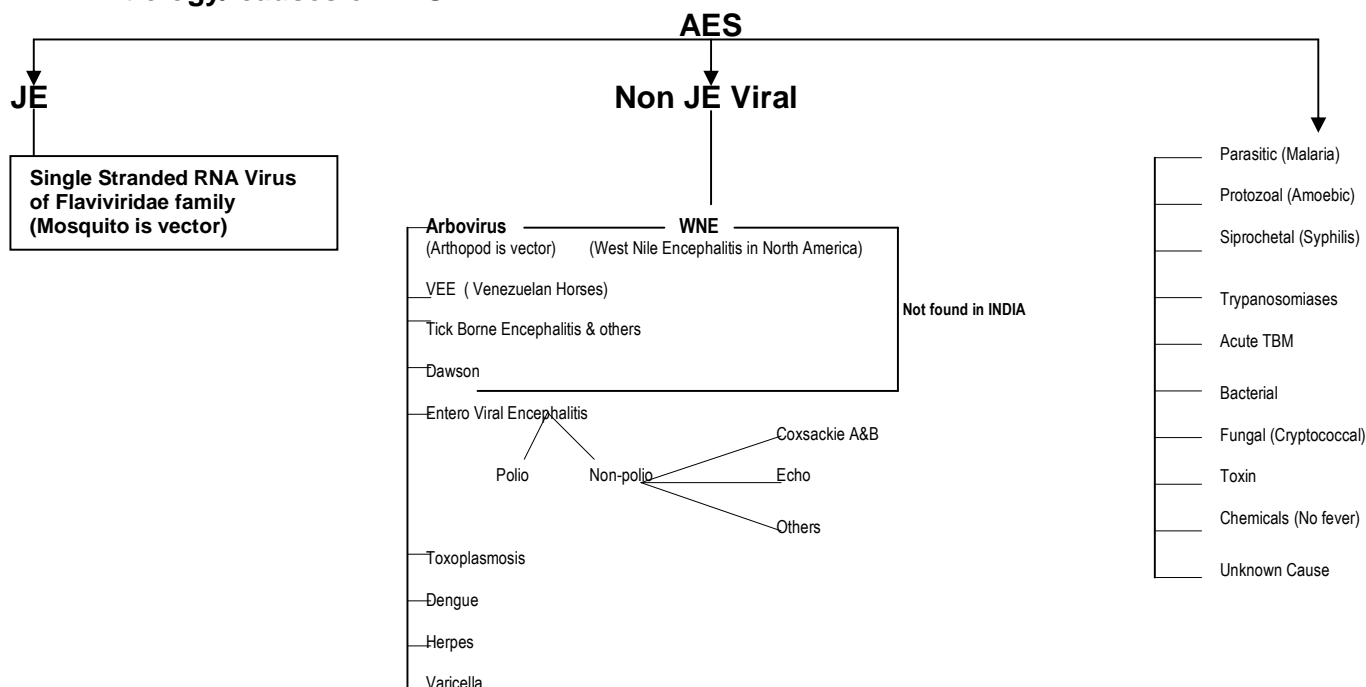 AES
JE
Non JE Viral
Single Stranded RNA Virus
of Flaviviridae family
(Mosquito is vector)
Arbovirus
WNE
(Arthopod is vector)
(West Nile Encephalitis in North America)
VEE ( Venezuelan Horses)
Tick Borne Encephalitis & others
Dawson
Not found in INDIA
Entero Viral Encephalitis
Polio
Non-polio
Coxsackie A&B
Echo
Others
Toxoplasmosis
Dengue
Herpes
Varicella
Parasitic (Malaria)
Protozoal (Amoebic)
Siprochetal (Syphilis)
Trypanosomiases
Acute TBM
Bacterial
Fungal (Cryptococcal)
Toxin
Chemicals (No fever)
Unknown Cause